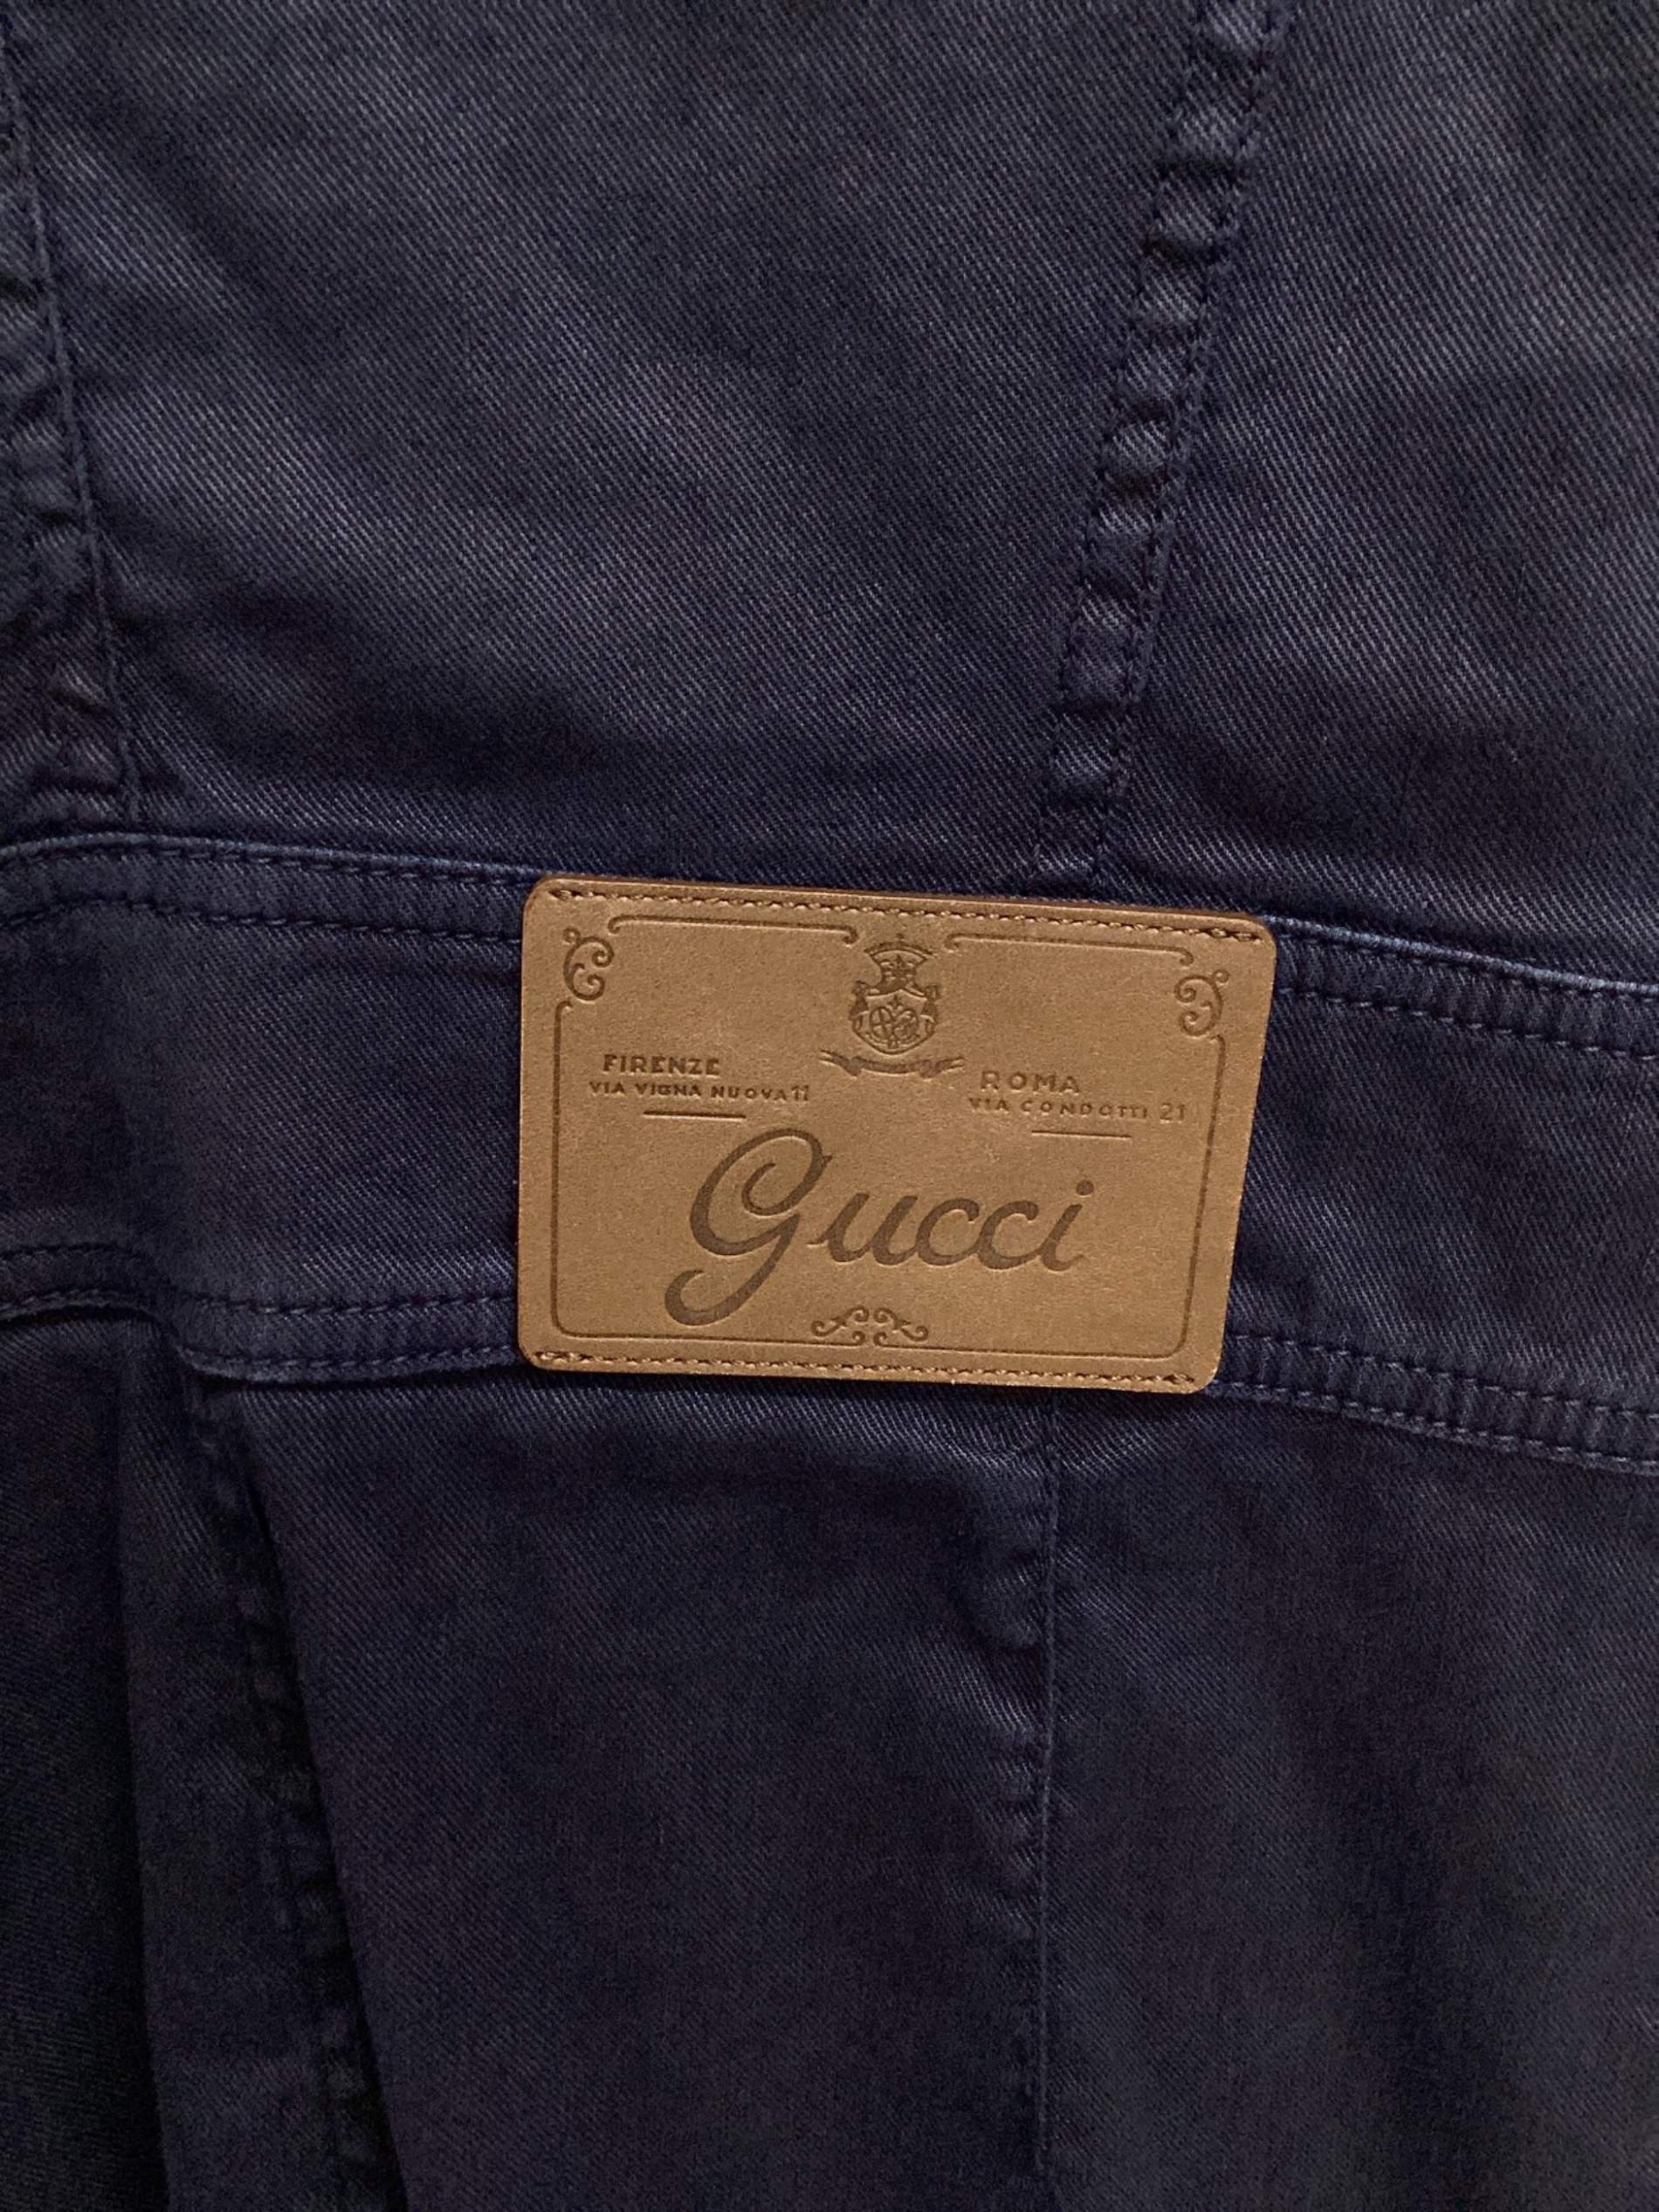 FIRENZE
VIA VIGNA NUOVA 11
ROMA
VIA CONDOTTI 21
Gucci